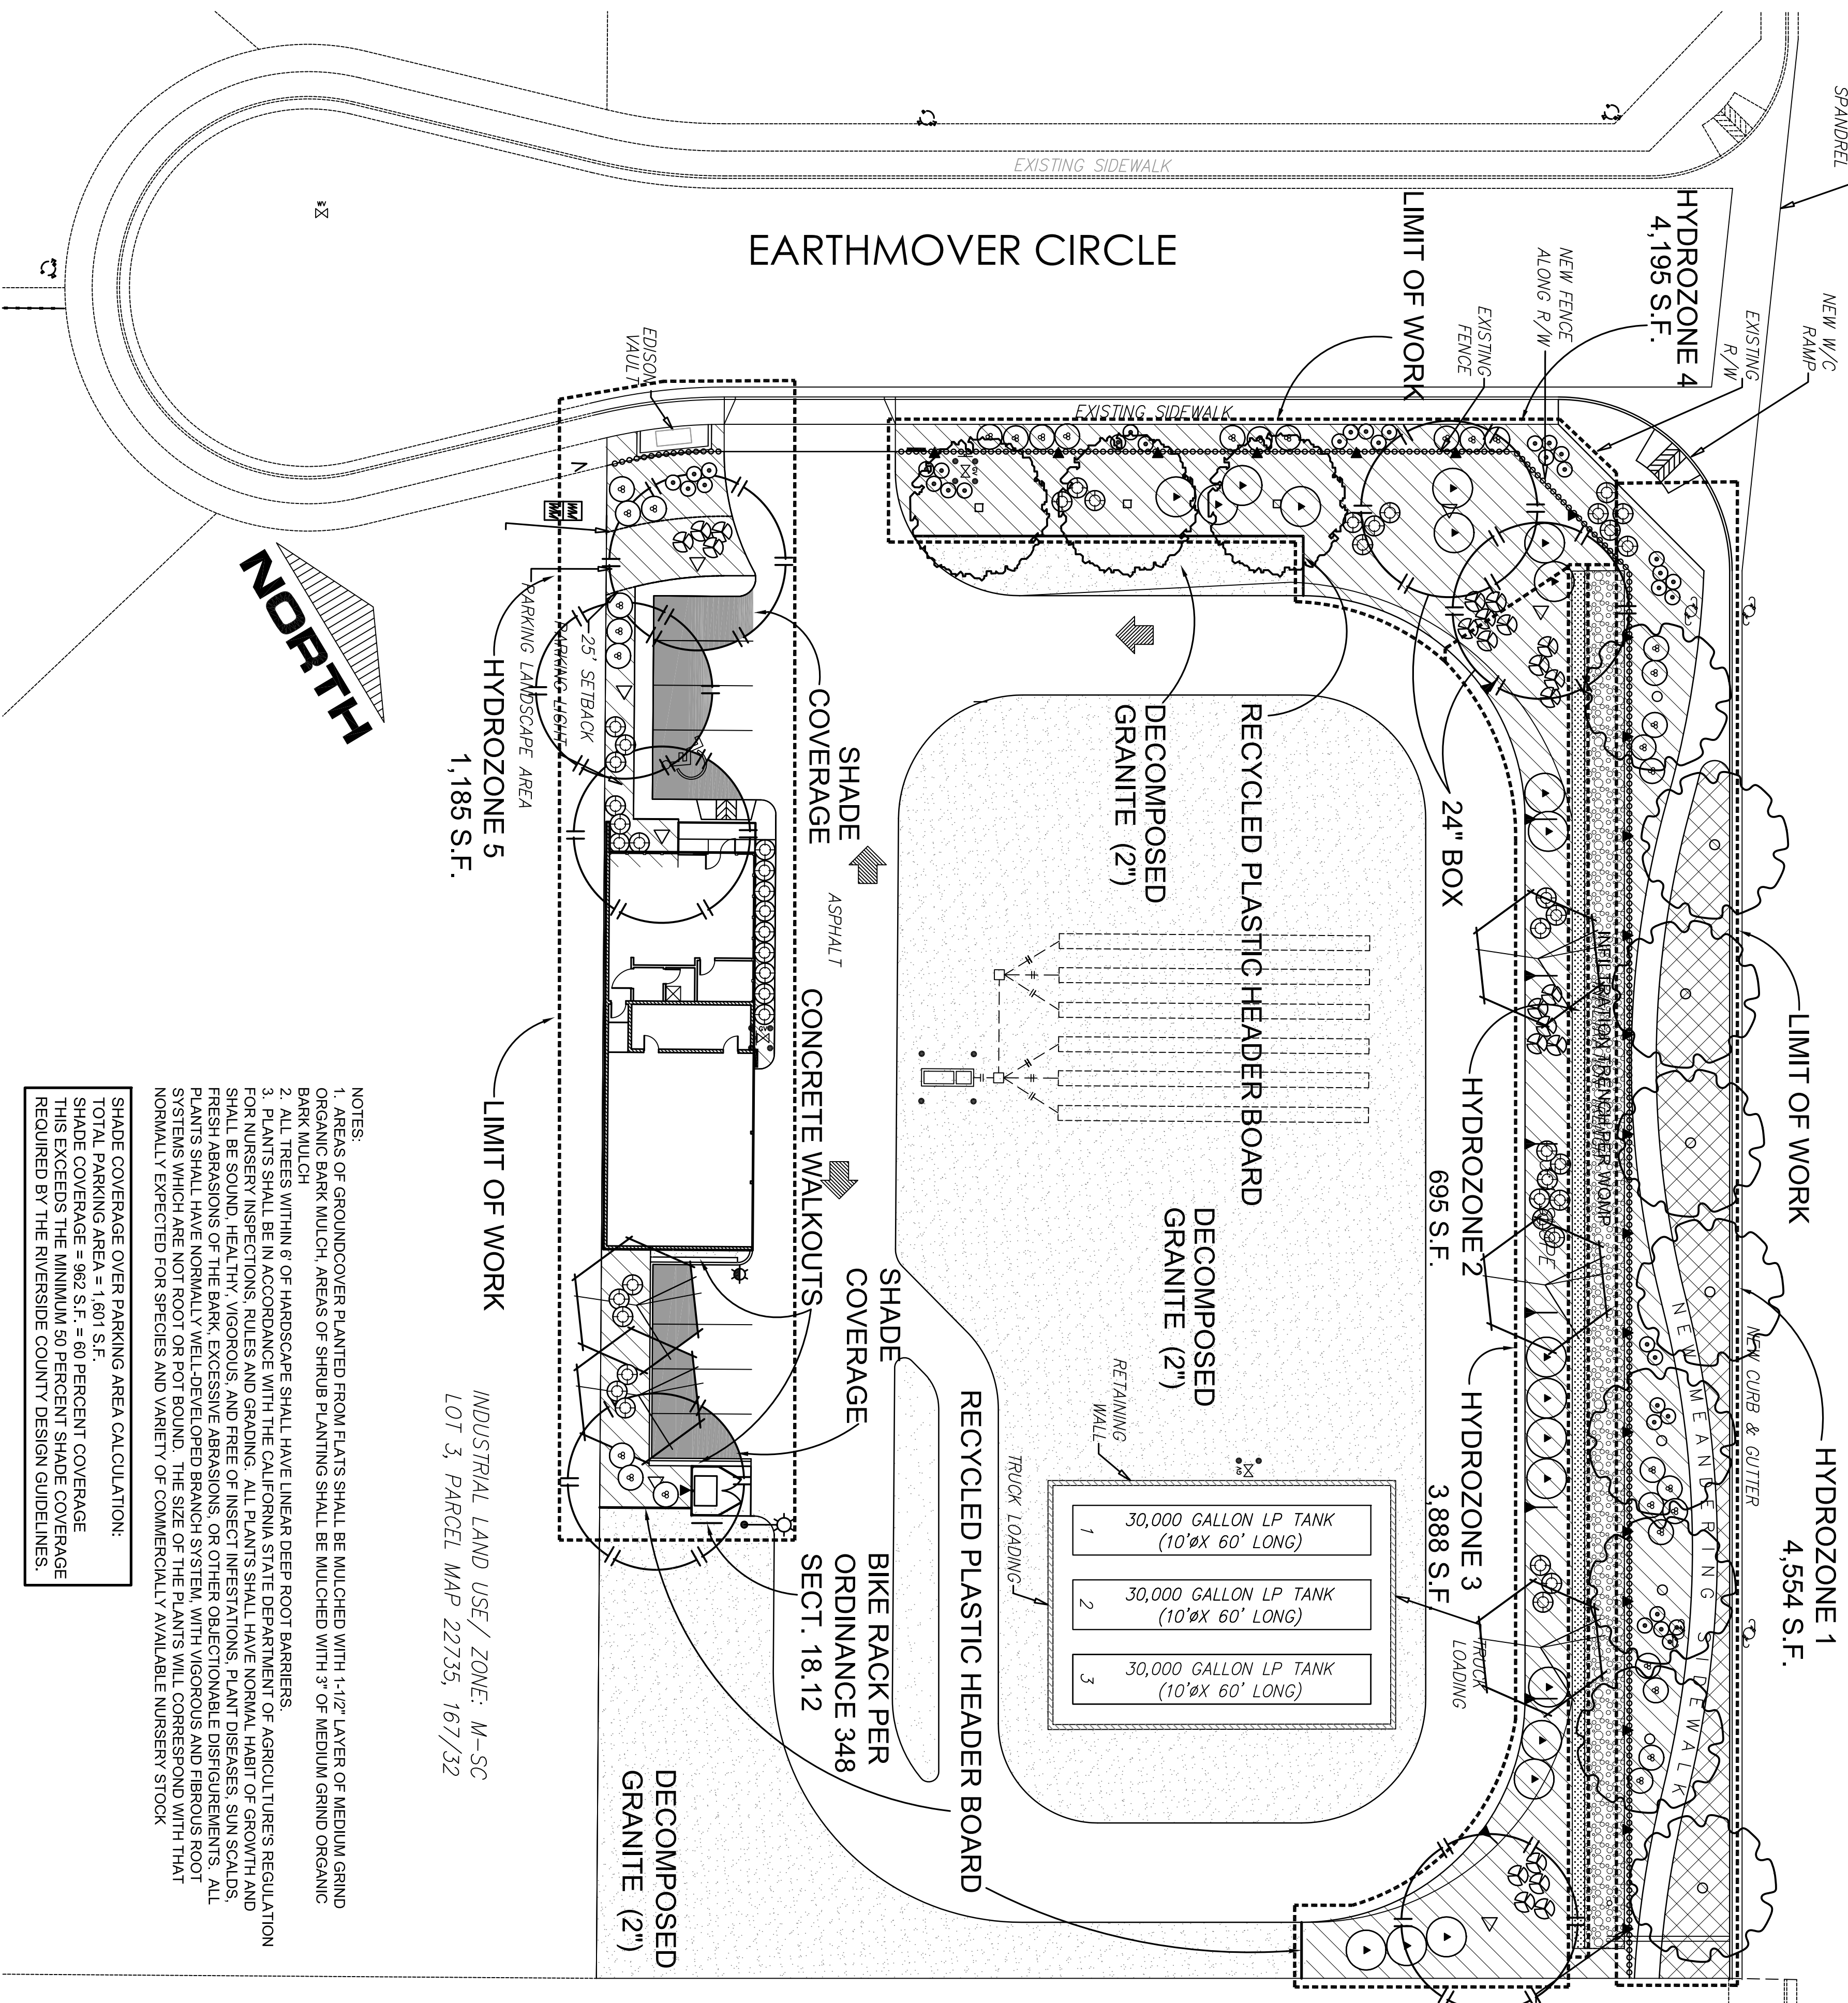 SPANDREL
NEW W/C
RAMP
EXISTING
R/W
NEW FENCE
ALONG R/W
EXISTING
FENCE
HYDROZONE 4
4,195 S.F.
LIMIT OF WORK
EXISTING SIDEWALK
EARTHMOVER CIRCLE
WV
EXISTING SIDEWALK
EDISON
VAULT
WM
WM
GV
NORTH
25' SETBACK
PARKING LIGHT
PARKING LANDSCAPE AREA
HYDROZONE 5
1,185 S.F.
SHADE
COVERAGE
ASPHALT
DECOMPOSED
GRANITE (2")
RECYCLED PLASTIC HEADER BOARD
24" BOX
LIMIT OF WORK
HYDROZONE 1
4,554 S.F.
NEW CURB & GUTTER
NEW MEANDERING SIDEWALK
INFILTRATION TRENCH PER WQMP
HYDROZONE 2
695 S.F.
HYDROZONE 3
3,888 S.F
TRUCK
LOADING
DECOMPOSED
GRANITE (2")
RETAINING
WALL
TRUCK LOADING
1
30,000 GALLON LP TANK
(10'øX 60' LONG)
2
30,000 GALLON LP TANK
(10'øX 60' LONG)
3
30,000 GALLON LP TANK
(10'øX 60' LONG)
GV
CONCRETE WALKOUTS
SHADE
COVERAGE
RECYCLED PLASTIC HEADER BOARD
BIKE RACK PER
ORDINANCE 348
SECT. 18.12
DECOMPOSED
GRANITE (2")
LIMIT OF WORK
INDUSTRIAL LAND USE/ ZONE: M-SC
LOT 3, PARCEL MAP 22735, 167/32
NOTES:
1. AREAS OF GROUNDCOVER PLANTED FROM FLATS SHALL BE MULCHED WITH 1-1/2" LAYER OF MEDIUM GRIND
ORGANIC BARK MULCH, AREAS OF SHRUB PLANTING SHALL BE MULCHED WITH 3" OF MEDIUM GRIND ORGANIC
BARK MULCH
2. ALL TREES WITHIN 6' OF HARDSCAPE SHALL HAVE LINEAR DEEP ROOT BARRIERS.
3. PLANTS SHALL BE IN ACCORDANCE WITH THE CALIFORNIA STATE DEPARTMENT OF AGRICULTURE'S REGULATION
FOR NURSERY INSPECTIONS, RULES AND GRADING. ALL PLANTS SHALL HAVE NORMAL HABIT OF GROWTH AND
SHALL BE SOUND, HEALTHY, VIGOROUS, AND FREE OF INSECT INFESTATIONS, PLANT DISEASES, SUN SCALDS,
FRESH ABRASIONS OF THE BARK, EXCESSIVE ABRASIONS, OR OTHER OBJECTIONABLE DISFIGUREMENTS. ALL
PLANTS SHALL HAVE NORMALLY WELL-DEVELOPED BRANCH SYSTEM, WITH VIGOROUS AND FIBROUS ROOT
SYSTEMS WHICH ARE NOT ROOT OR POT BOUND. THE SIZE OF THE PLANTS WILL CORRESPOND WITH THAT
NORMALLY EXPECTED FOR SPECIES AND VARIETY OF COMMERCIALLY AVAILABLE NURSERY STOCK
SHADE COVERAGE OVER PARKING AREA CALCULATION:
TOTAL PARKING AREA = 1,601 S.F.
SHADE COVERAGE = 962 S.F. = 60 PERCENT COVERAGE
THIS EXCEEDS THE MINIMUM 50 PERCENT SHADE COVERAGE
REQUIRED BY THE RIVERSIDE COUNTY DESIGN GUIDELINES.